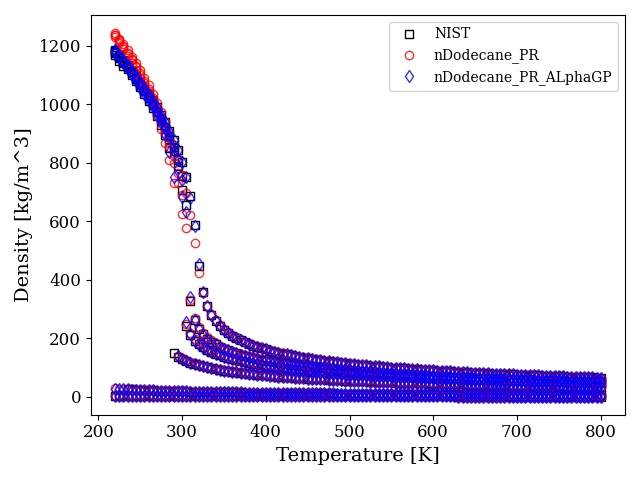 NIST
nDodecane_PR
nDodecane_PR_ALphaGP
Density [kg/m^3]
1200
1000
800
600
400
200
0
200 300 400 500 600 700 800
Temperature [K]